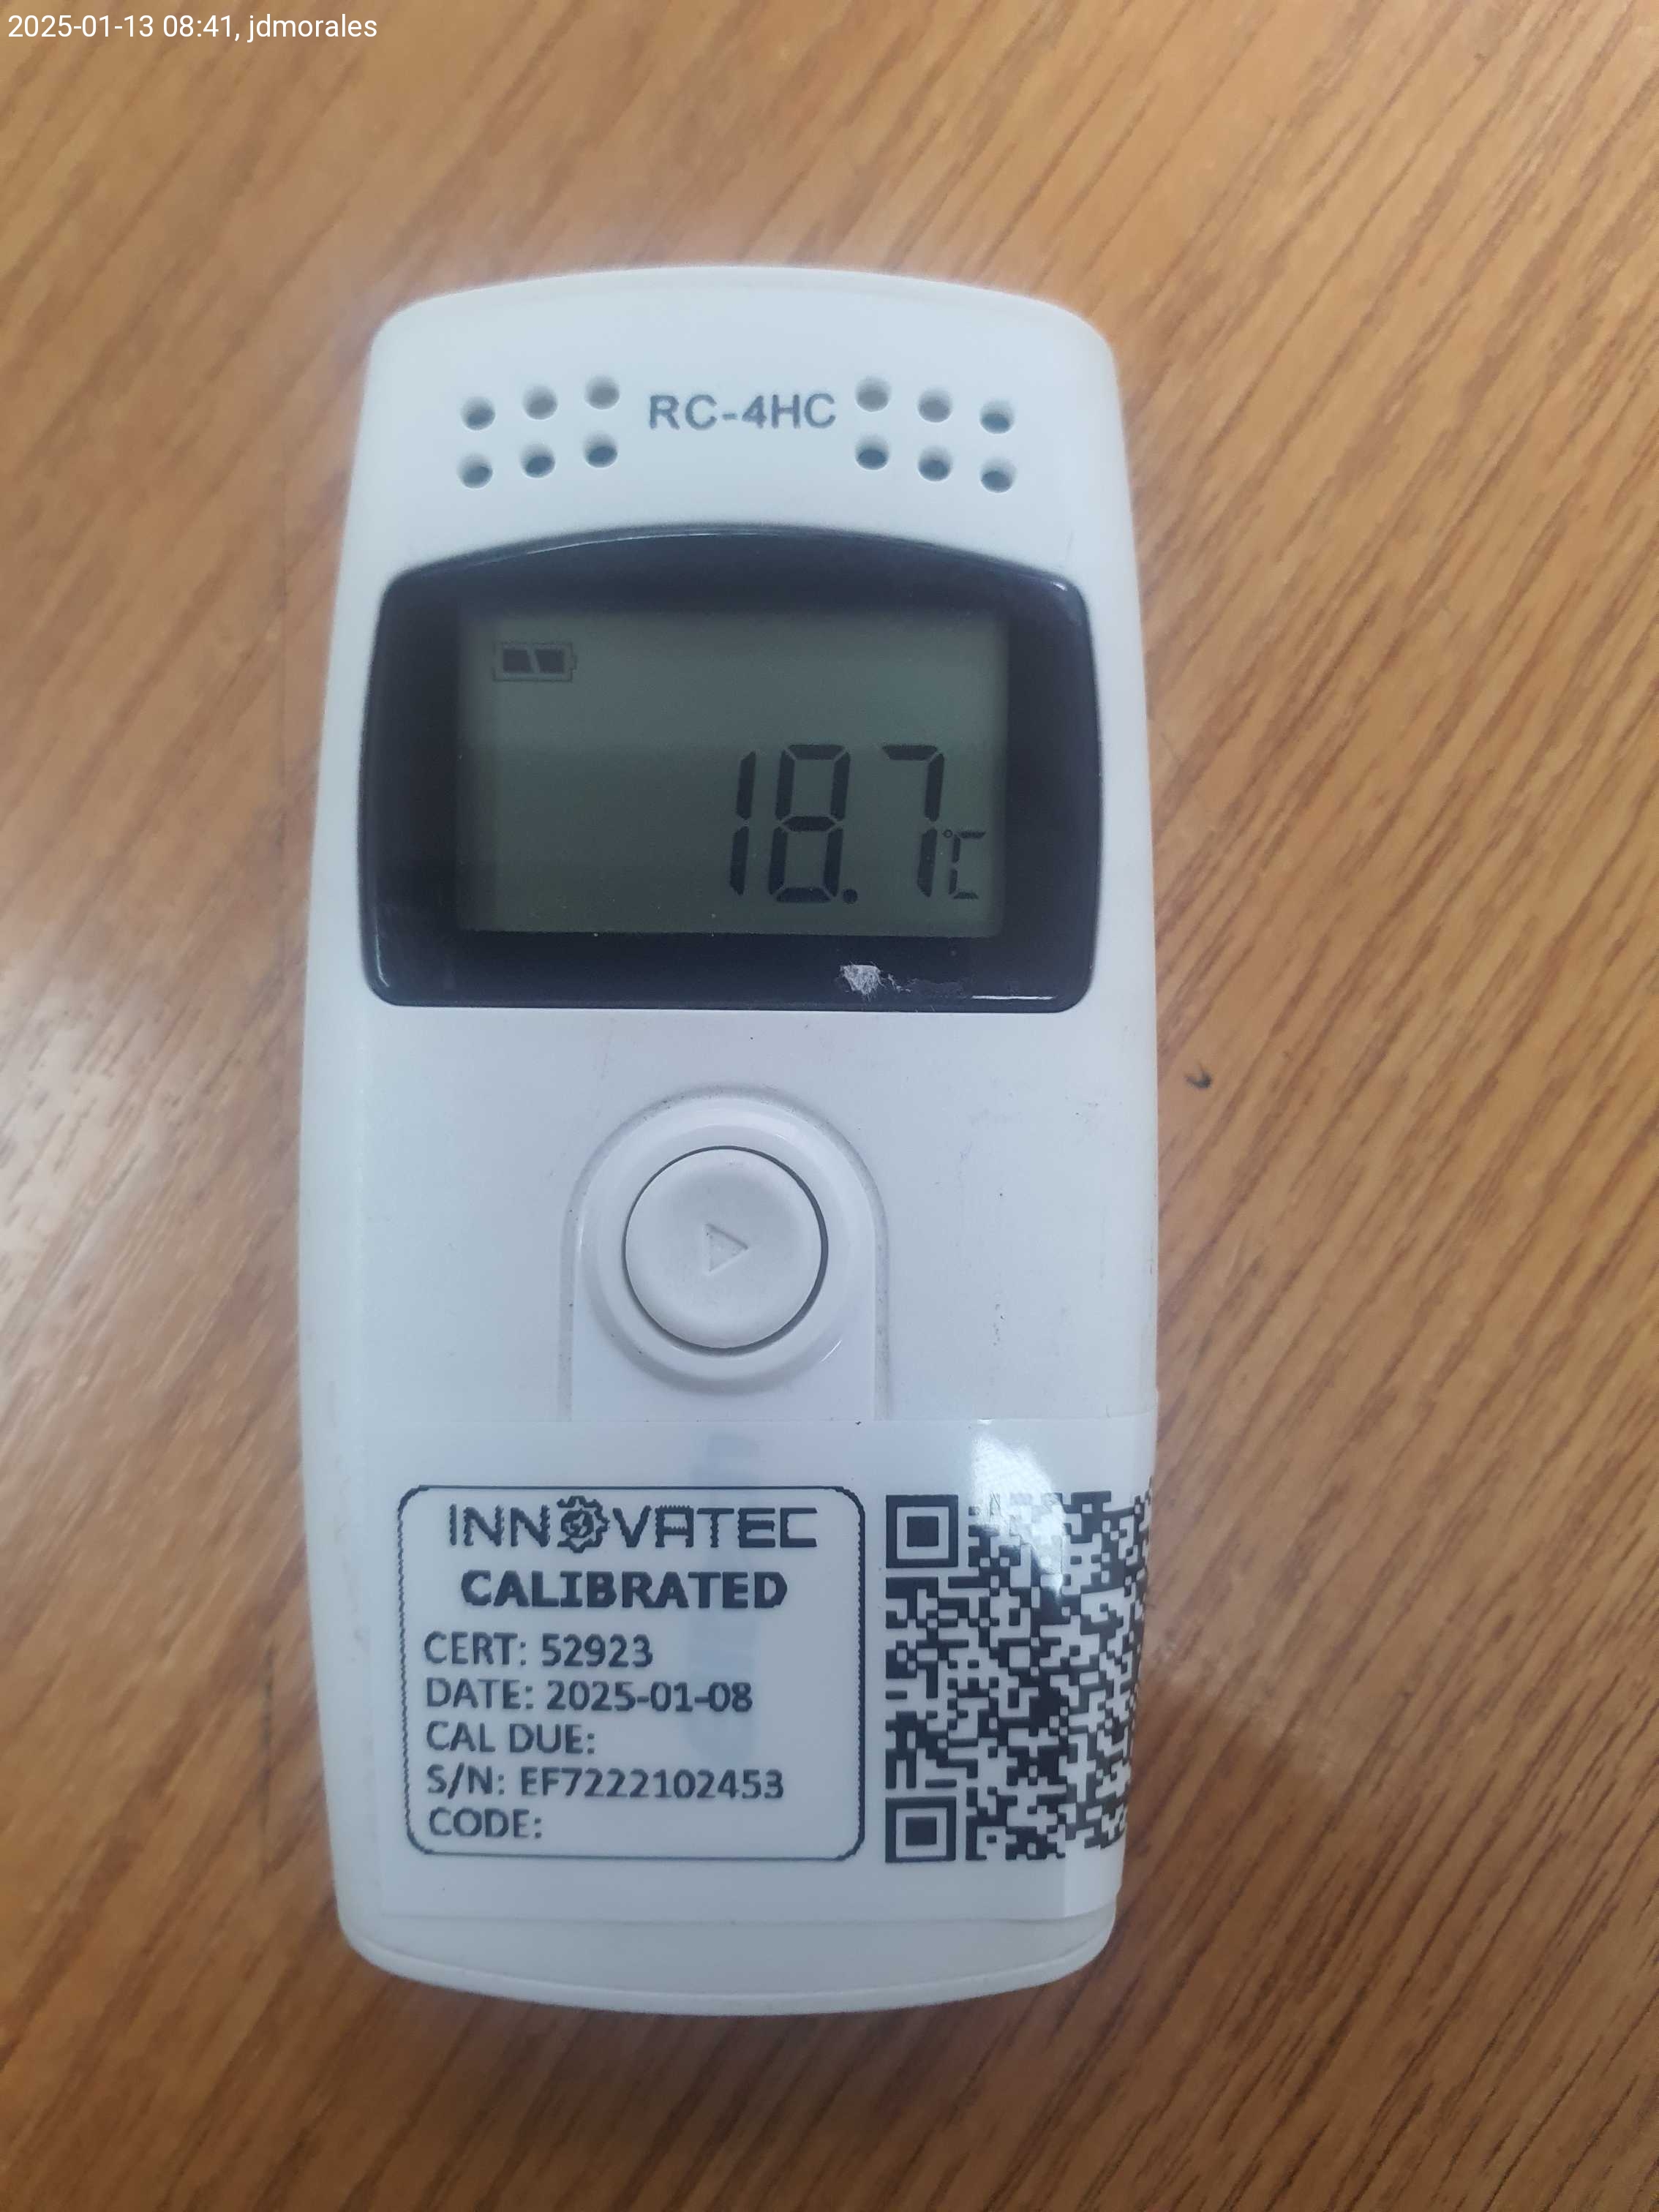 2025-01-13 08:41, jdmorales
RC-4HC
18.7°C
INNOVATEC
CALIBRATED
CERT: 52923
DATE: 2025-01-08
CAL DUE:
S/N: EF7222102453
CODE: